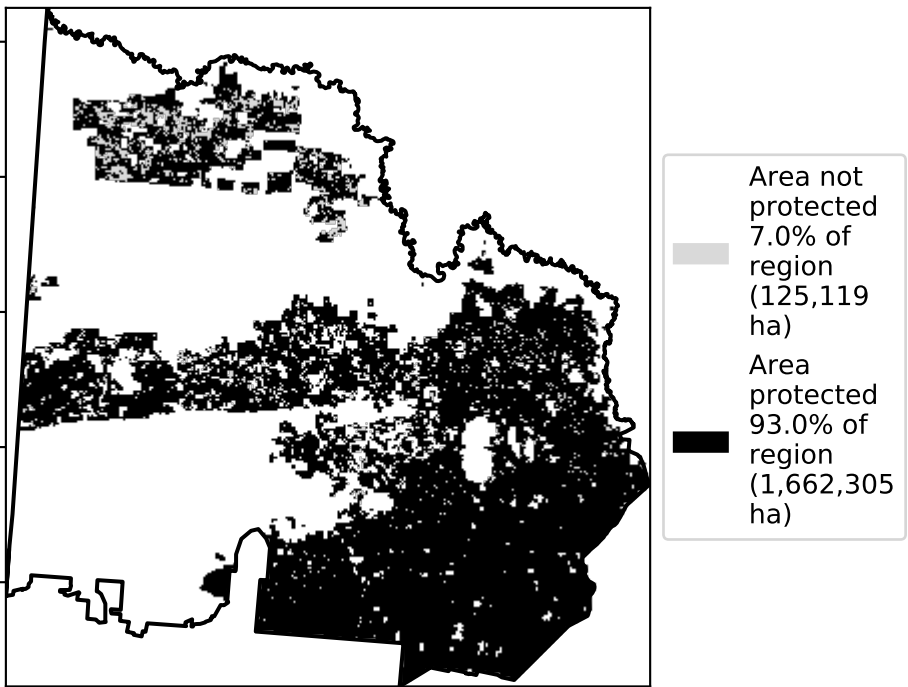 Area not
protected
7.0% of
region
(125,119
ha)
Area
protected
93.0% of
region
(1,662,305
ha)